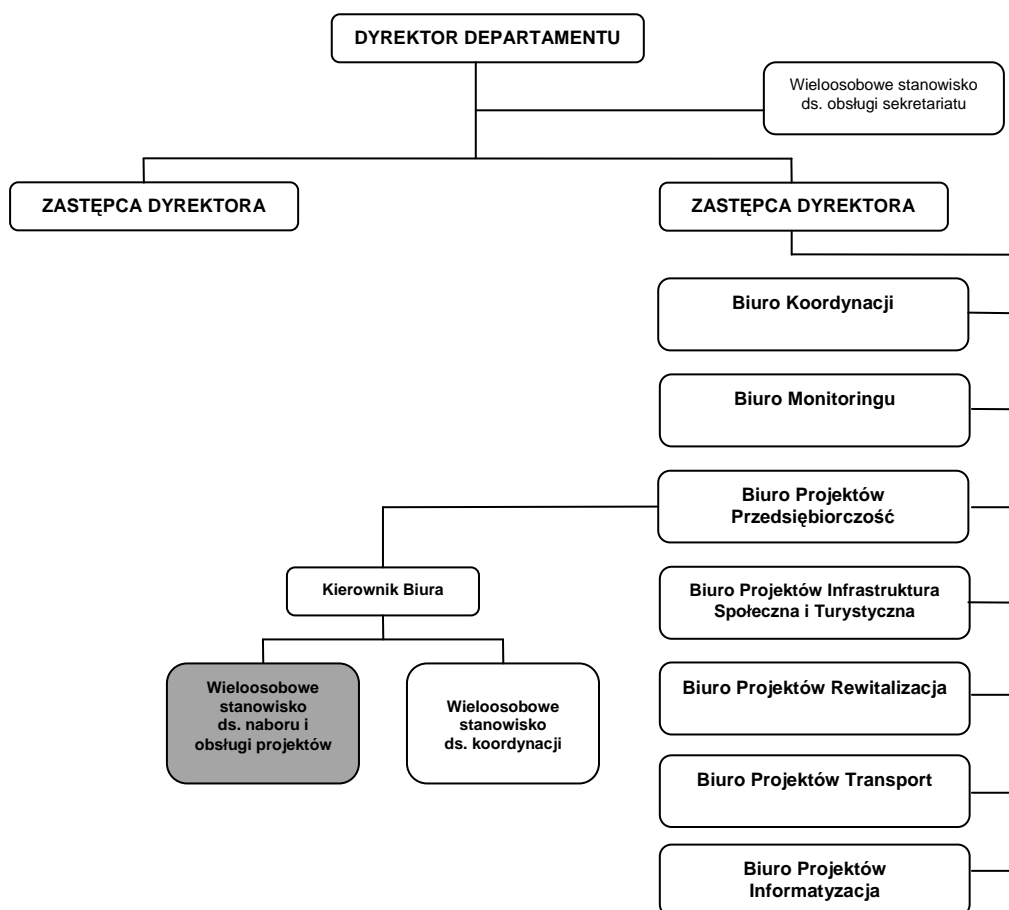 DYREKTOR DEPARTAMENTU
Wieloosobowe stanowisko
ds. obsługi sekretariatu
ZASTĘPCA DYREKTORA
ZASTĘPCA DYREKTORA
Biuro Koordynacji
Biuro Monitoringu
Biuro Projektów
Przedsiębiorczość
Kierownik Biura
Biuro Projektów Infrastruktura
Społeczna i Turystyczna
Wieloosobowe
stanowisko
ds. naboru i
obsługi projektów
Wieloosobowe
stanowisko
ds. koordynacji
Biuro Projektów Rewitalizacja
Biuro Projektów Transport
Biuro Projektów
Informatyzacja